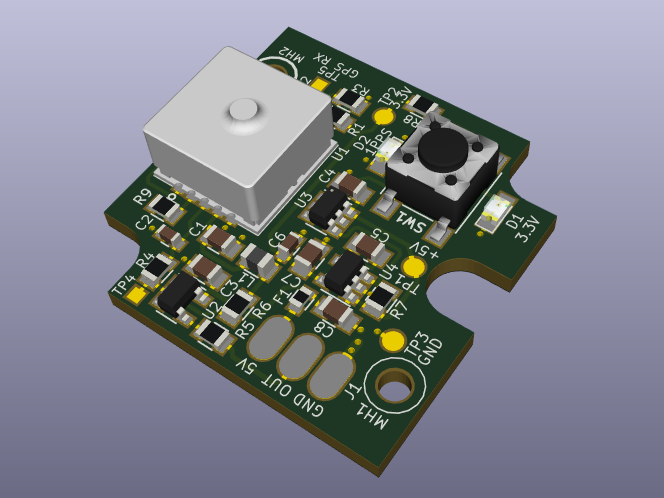 MH2
GPS RX
TP5
R3
TP2
3.3V
R8
R1
D2
1PPS
U1
C4
U3
SW1
D1
3.3V
R9
C2
C1
C6
C5
+5V
TP1
U4
R4
TP4
L1
C7
C3
F1
R7
U2
R6
R5
C8
TP3
GND
5V
OUT
GND
J1
MH1